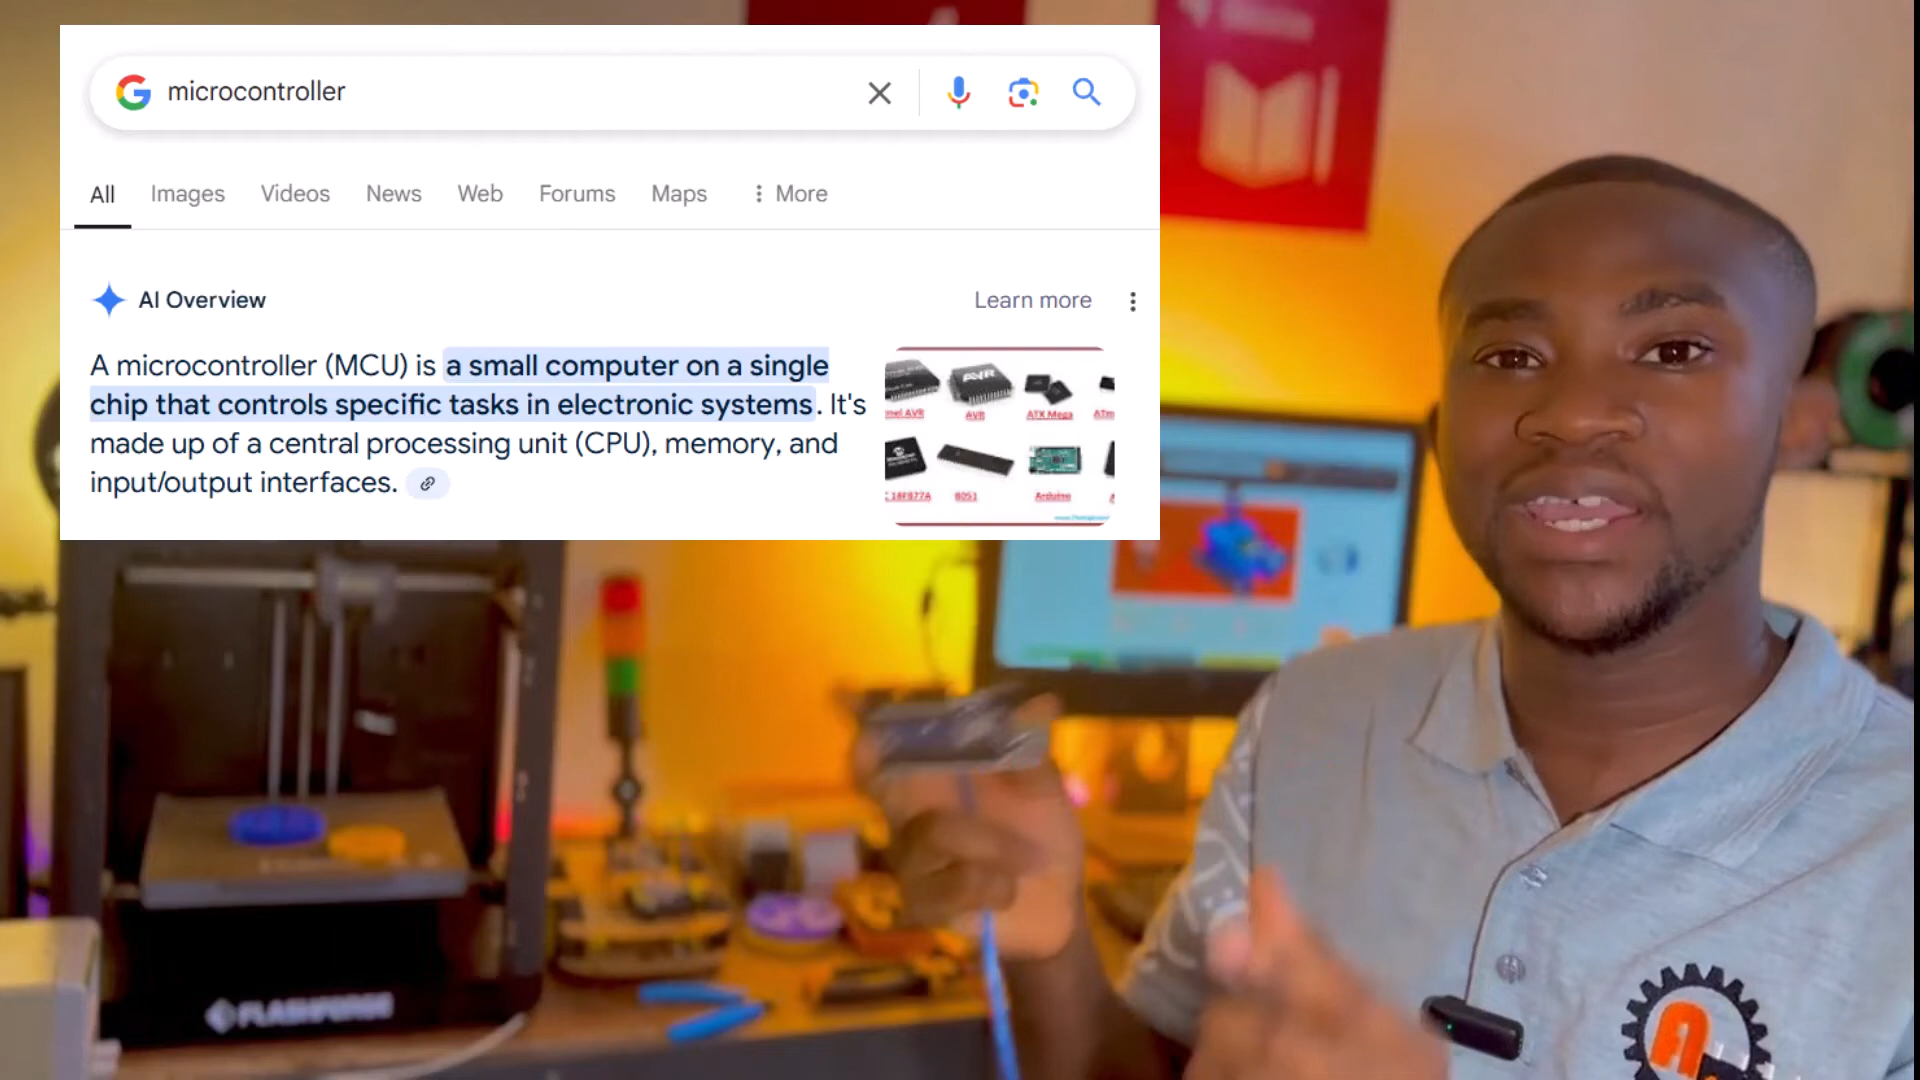 microcontroller
All Images Videos News Web Forums Maps More
AI Overview Learn more
A microcontroller (MCU) is a small computer on a single
chip that controls specific tasks in electronic systems. It's
made up of a central processing unit (CPU), memory, and
input/output interfaces.
AVR
AVR ATX Mega
8051 Arduino
FLASHFORGE
A